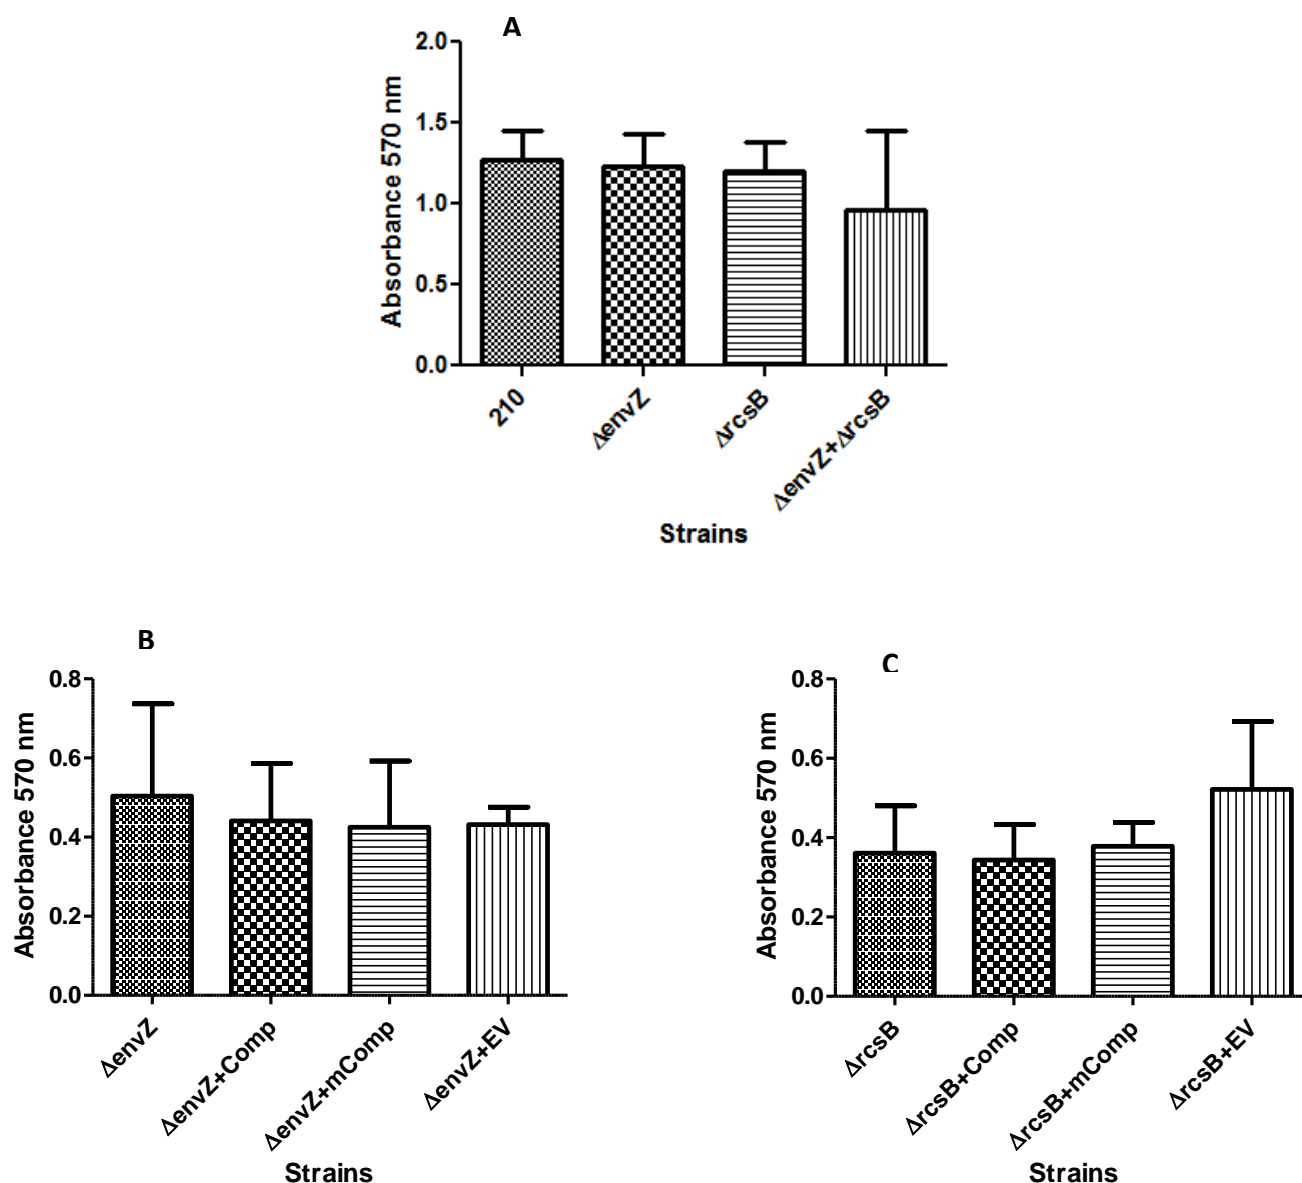 A
2.0
1.5
1.0
0.5
0.0
Absorbance 570 nm
210
ΔenvZ
ΔrcsB
ΔenvZ+ΔrcsB
Strains
B
0.8
0.6
0.4
0.2
0.0
Absorbance 570 nm
ΔenvZ
ΔenvZ+Comp
ΔenvZ+mComp
ΔenvZ+EV
Strains
C
0.8
0.6
0.4
0.2
0.0
Absorbance 570 nm
ΔrcsB
ΔrcsB+Comp
ΔrcsB+mComp
ΔrcsB+EV
Strains